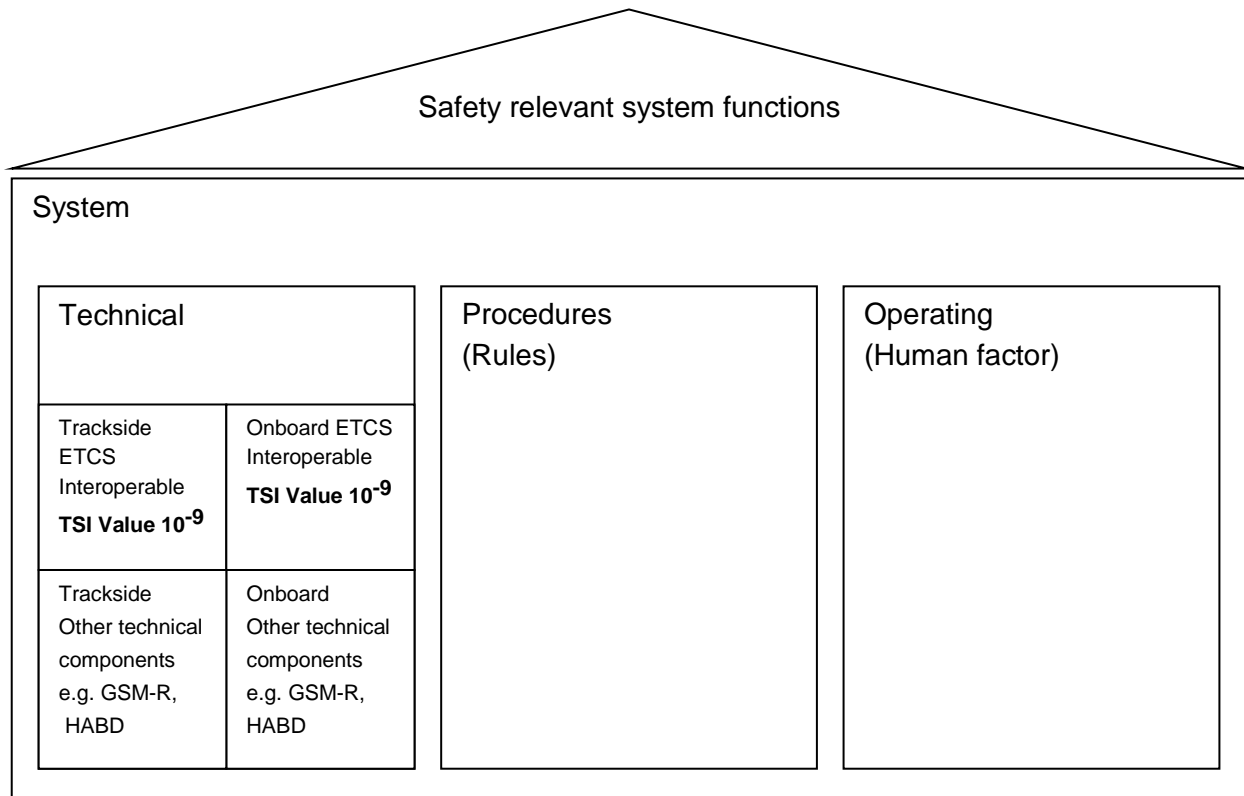 Safety relevant system functions
System
Technical
Trackside
ETCS
Interoperable
TSI Value 10⁻⁹
Onboard ETCS
Interoperable
TSI Value 10⁻⁹
Trackside
Other technical
components
e.g. GSM-R,
HABD
Onboard
Other technical
components
e.g. GSM-R,
HABD
Procedures
(Rules)
Operating
(Human factor)